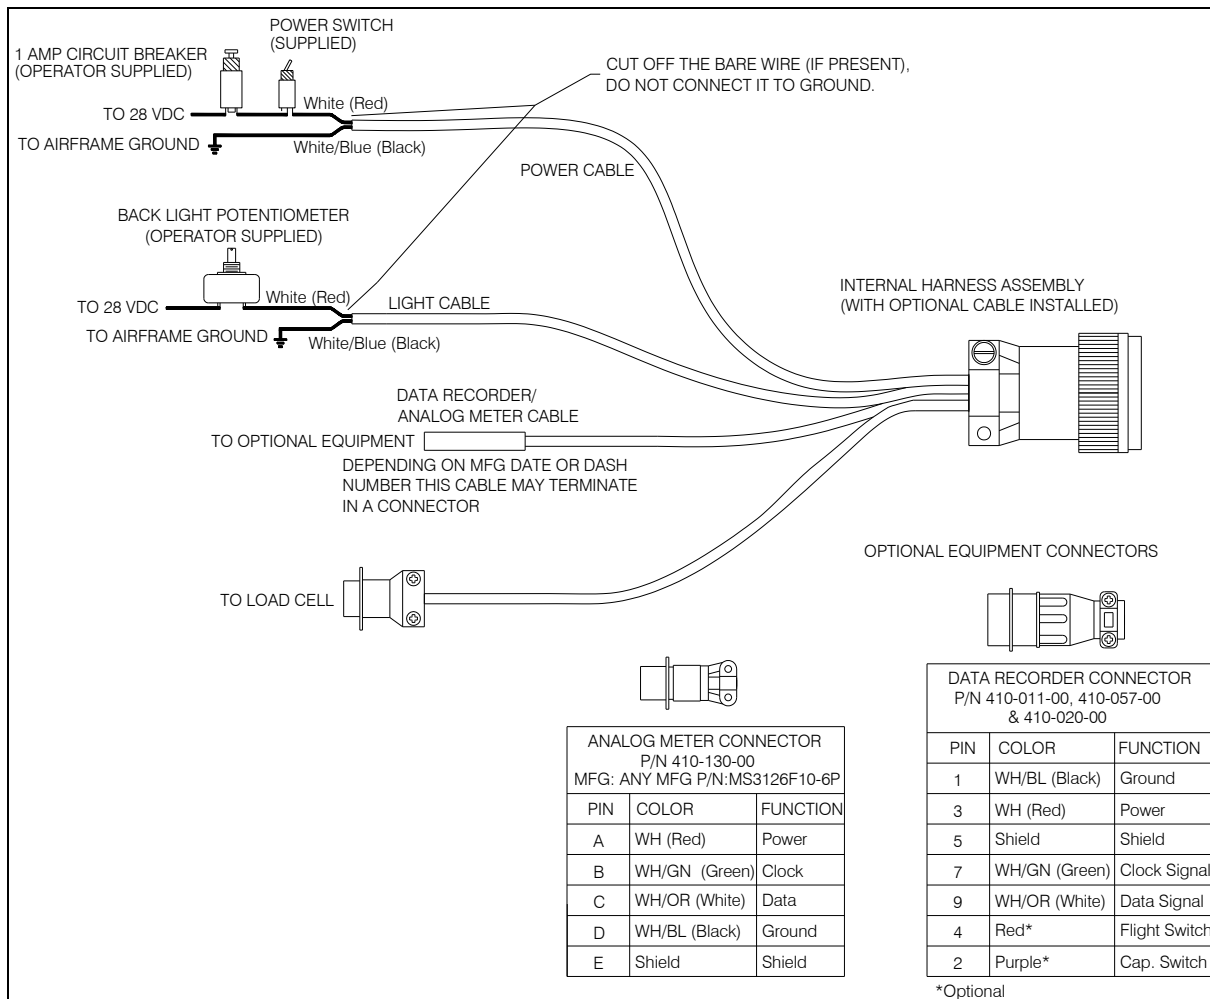 POWER SWITCH
(SUPPLIED)
1 AMP CIRCUIT BREAKER
(OPERATOR SUPPLIED)
CUT OFF THE BARE WIRE (IF PRESENT),
DO NOT CONNECT IT TO GROUND.
White (Red)
TO 28 VDC
TO AIRFRAME GROUND
White/Blue (Black)
POWER CABLE
BACK LIGHT POTENTIOMETER
(OPERATOR SUPPLIED)
INTERNAL HARNESS ASSEMBLY
(WITH OPTIONAL CABLE INSTALLED)
White (Red)
LIGHT CABLE
TO 28 VDC
TO AIRFRAME GROUND
White/Blue (Black)
DATA RECORDER/
ANALOG METER CABLE
TO OPTIONAL EQUIPMENT
DEPENDING ON MFG DATE OR DASH
NUMBER THIS CABLE MAY TERMINATE
IN A CONNECTOR
OPTIONAL EQUIPMENT CONNECTORS
TO LOAD CELL
ANALOG METER CONNECTOR
P/N 410-130-00
MFG: ANY MFG P/N:MS3126F10-6P
PIN COLOR FUNCTION
A WH (Red) Power
B WH/GN (Green) Clock
C WH/OR (White) Data
D WH/BL (Black) Ground
E Shield Shield
DATA RECORDER CONNECTOR
P/N 410-011-00, 410-057-00
& 410-020-00
PIN COLOR FUNCTION
1 WH/BL (Black) Ground
3 WH (Red) Power
5 Shield Shield
7 WH/GN (Green) Clock Signal
9 WH/OR (White) Data Signal
4 Red* Flight Switch
2 Purple* Cap. Switch
*Optional